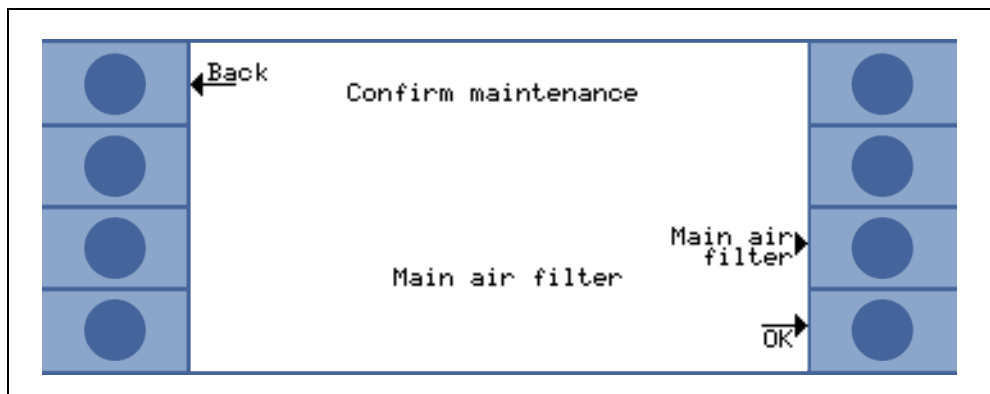 Back
Confirm maintenance
Main air
filter
Main air filter
OK